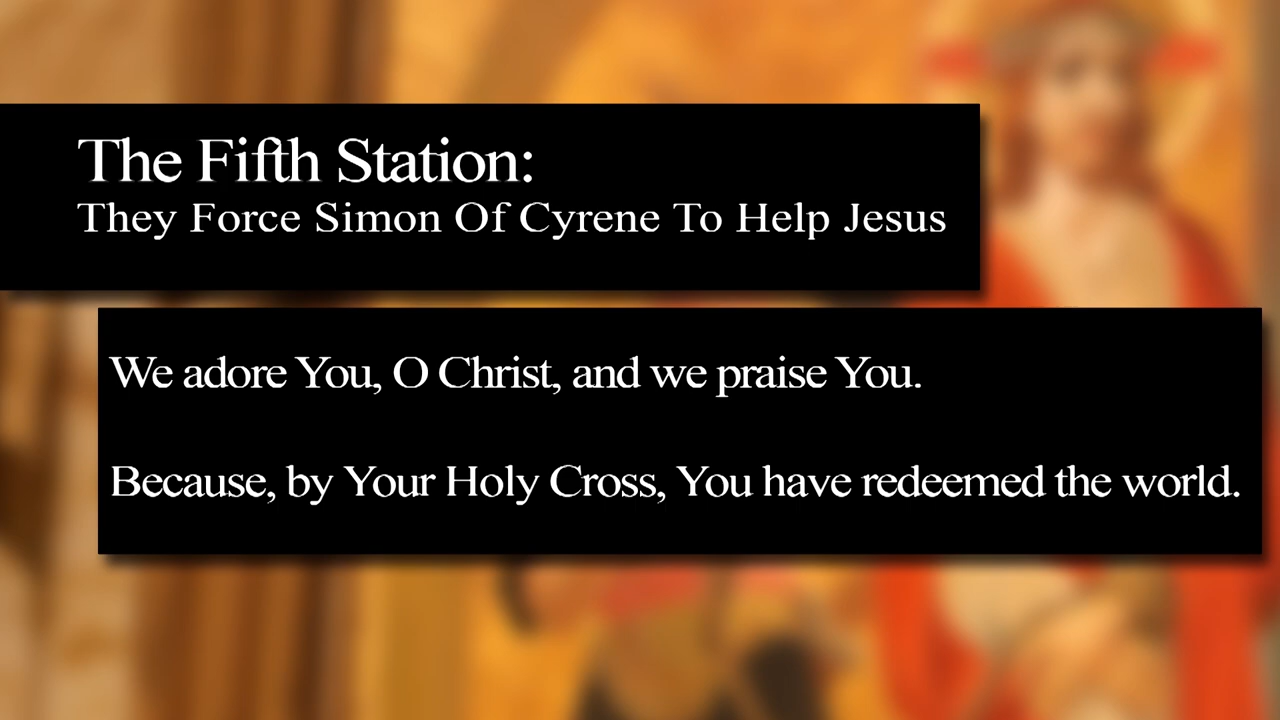 The Fifth Station:
They Force Simon Of Cyrene To Help Jesus
We adore You, O Christ, and we praise You.
Because, by Your Holy Cross, You have redeemed the world.